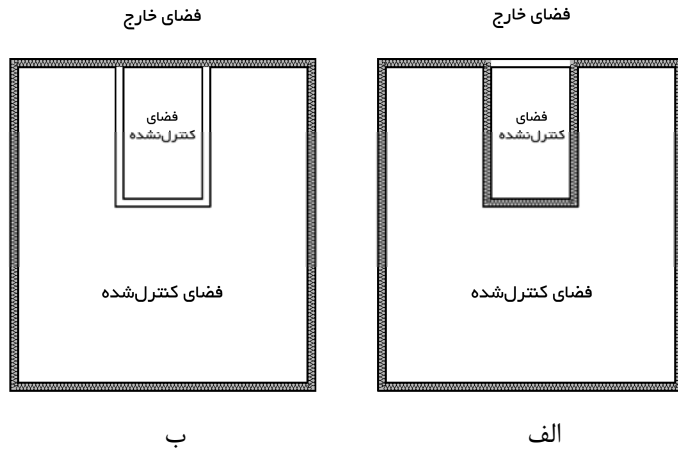 فضای خارج
فضای
کنترل‌نشده
فضای کنترل‌شده
الف
فضای خارج
فضای
کنترل‌نشده
فضای کنترل‌شده
ب